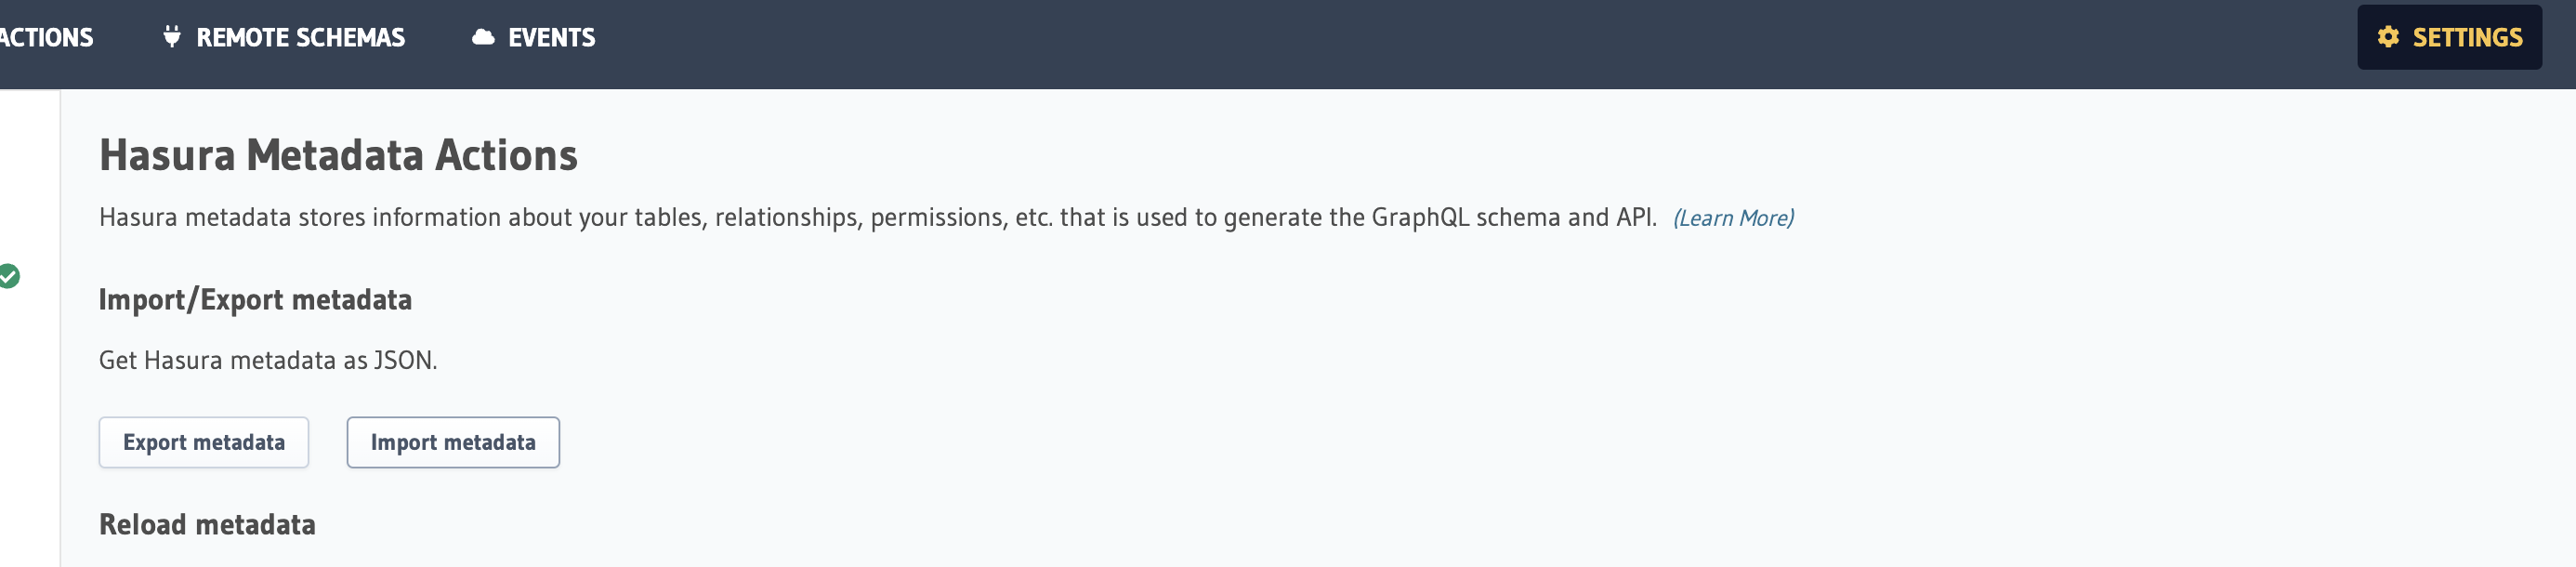 ACTIONS REMOTE SCHEMAS EVENTS SETTINGS
Hasura Metadata Actions
Hasura metadata stores information about your tables, relationships, permissions, etc. that is used to generate the GraphQL schema and API. (Learn More)
Import/Export metadata
Get Hasura metadata as JSON.
Export metadata Import metadata
Reload metadata